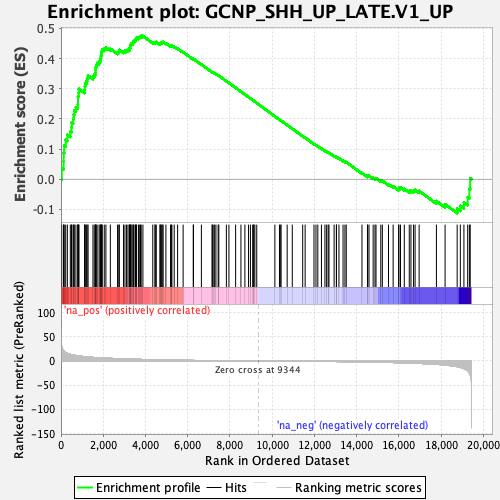 Enrichment plot: GCNP_SHH_UP_LATE.V1_UP
Enrichment score (ES)
0.5
0.4
0.3
0.2
0.1
0.0
-0.1
'na_pos' (positively correlated)
Ranked list metric (PreRanked)
100
50
0
-50
-100
-150
Zero cross at 9344
'na_neg' (negatively correlated)
0
2,000
4,000
6,000
8,000
10,000
12,000
14,000
16,000
18,000
20,000
Rank in Ordered Dataset
Enrichment profile
Hits
Ranking metric scores